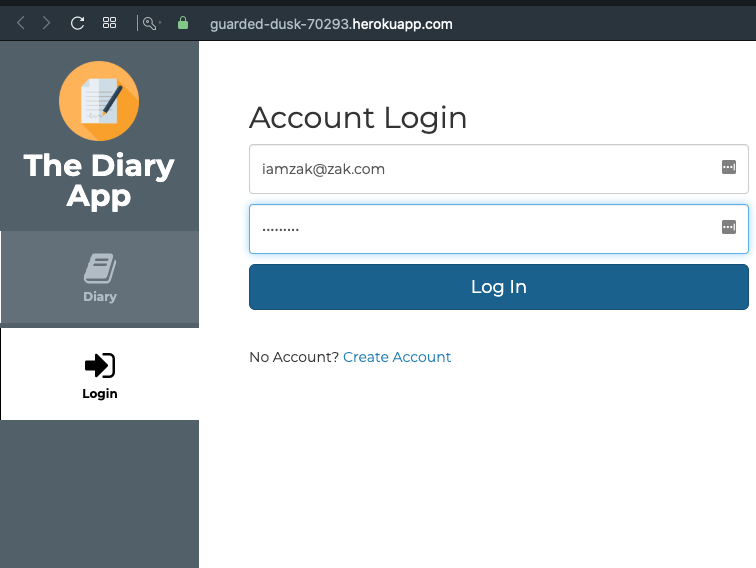 guarded-dusk-70293.herokuapp.com
The Diary
App
Diary
Login
Account Login
iamzak@zak.com
•••••••••
Log In
No Account? Create Account